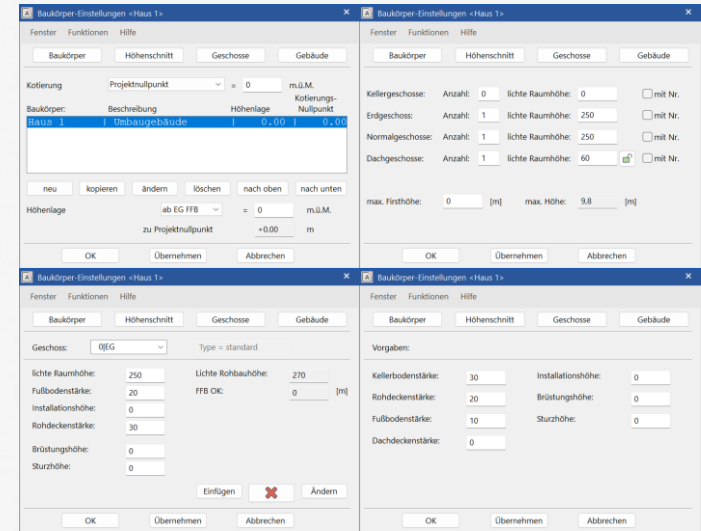 A Baukörper-Einstellungen <Haus 1> ×
Fenster Funktionen Hilfe
Baukörper Höhenschnitt Geschosse Gebäude
Kotierung Projektnullpunkt = 0 m.ü.M.
Kotierungs-
Baukörper: Beschreibung Höhenlage Nullpunkt
Haus 1 | Umbaugebäude | 0.00 | 0.00
neu kopieren ändern löschen nach oben nach unten
Höhenlage ab EG FFB = 0 m.ü.M.
zu Projektnullpunkt +0.00 m
OK Übernehmen Abbrechen
A Baukörper-Einstellungen <Haus 1> ×
Fenster Funktionen Hilfe
Baukörper Höhenschnitt Geschosse Gebäude
Kellergeschosse: Anzahl: 0 lichte Raumhöhe: 0 mit Nr.
Erdgeschoss: Anzahl: 1 lichte Raumhöhe: 250 mit Nr.
Normalgeschosse: Anzahl: 1 lichte Raumhöhe: 250 mit Nr.
Dachgeschosse: Anzahl: 1 lichte Raumhöhe: 60 mit Nr.
max. Firsthöhe: 0 [m] max. Höhe: 9,8 [m]
OK Übernehmen Abbrechen
A Baukörper-Einstellungen <Haus 1> ×
Fenster Funktionen Hilfe
Baukörper Höhenschnitt Geschosse Gebäude
Geschoss: 0|EG Type = standard
lichte Raumhöhe: 250 Lichte Rohbauhöhe: 270
Fußbodenstärke: 20 FFB OK: 0 [m]
Installationshöhe: 0
Rohdeckenstärke: 30
Brüstungshöhe: 0
Sturzhöhe: 0
Einfügen Ändern
OK Übernehmen Abbrechen
A Baukörper-Einstellungen <Haus 1> ×
Fenster Funktionen Hilfe
Baukörper Höhenschnitt Geschosse Gebäude
Vorgaben:
Kellerbodenstärke: 30 Installationshöhe: 0
Rohdeckenstärke: 20 Brüstungshöhe: 0
Fußbodenstärke: 10 Sturzhöhe: 0
Dachdeckenstärke: 0
OK Übernehmen Abbrechen